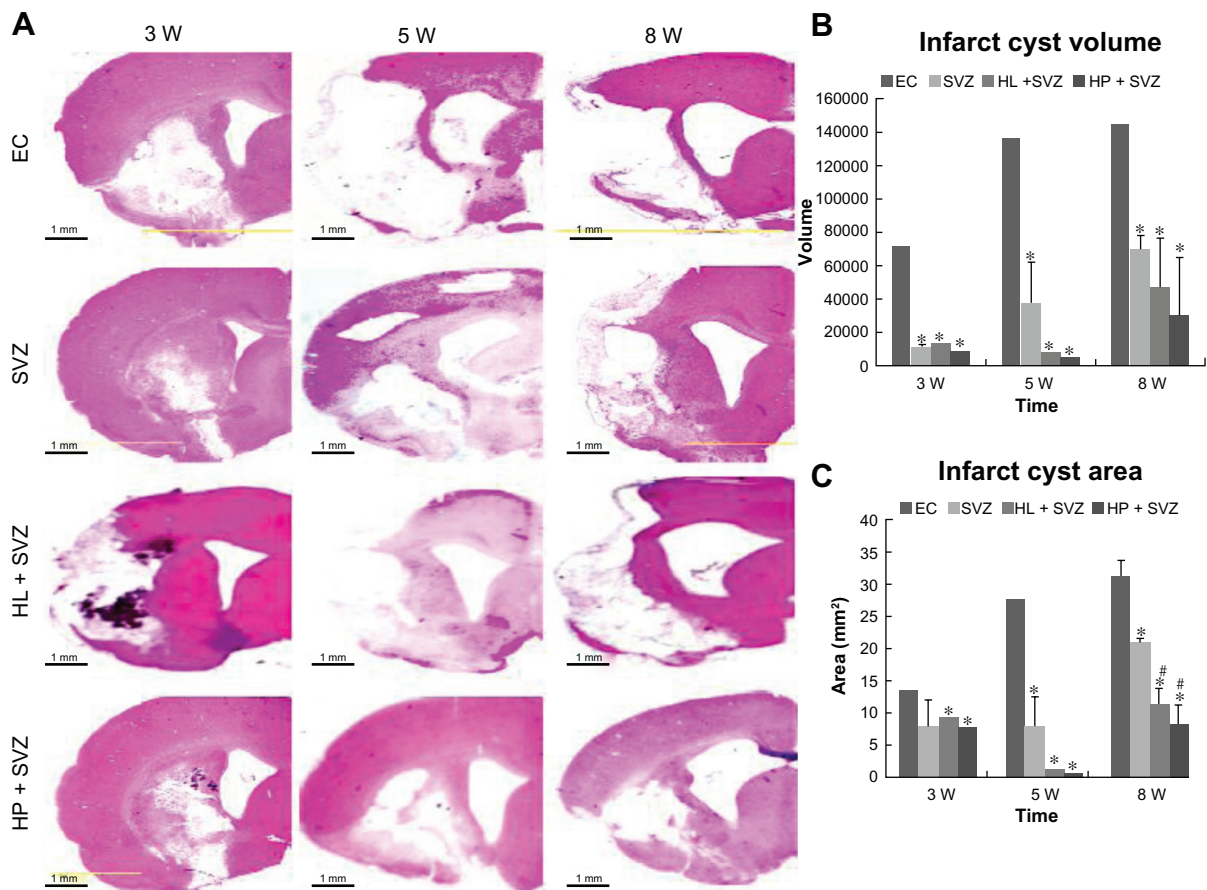 A
3 W
5 W
8 W
EC
1 mm
1 mm
1 mm
SVZ
1 mm
1 mm
1 mm
HL + SVZ
1 mm
1 mm
1 mm
HP + SVZ
1 mm
1 mm
1 mm
B
Infarct cyst volume
EC SVZ HL +SVZ HP + SVZ
Volume
160000
140000
120000
100000
80000
60000
40000
20000
0
* * *
* * *
* * *
3 W 5 W 8 W
Time
C
Infarct cyst area
EC SVZ HL + SVZ HP + SVZ
Area (mm²)
40
35
30
25
20
15
10
5
0
* *
* * *
* # * # *
3 W 5 W 8 W
Time